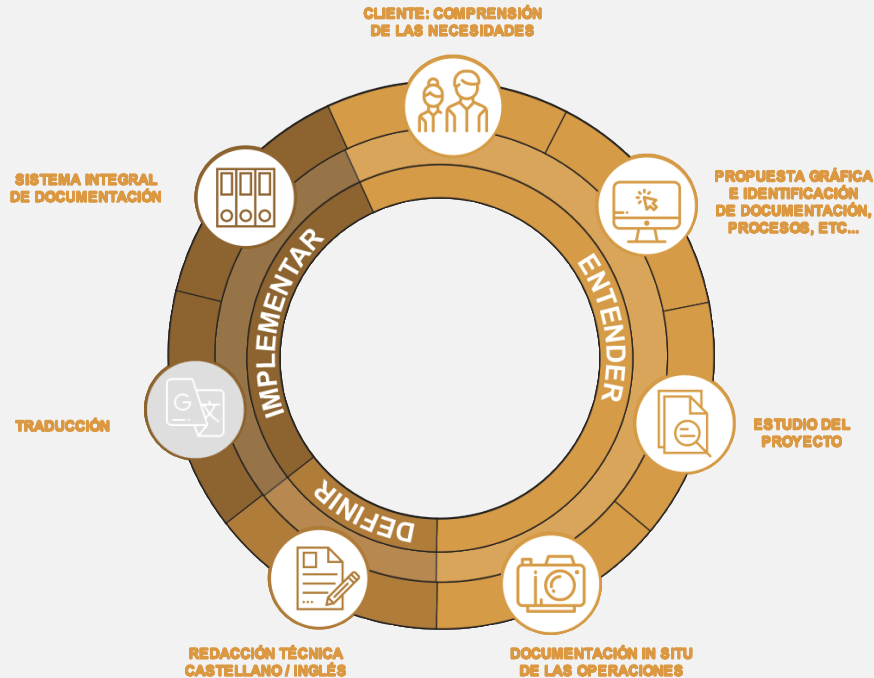 CLIENTE: COMPRENSIÓN
DE LAS NECESIDADES
PROPUESTA GRÁFICA
E IDENTIFICACIÓN
DE DOCUMENTACIÓN,
PROCESOS, ETC...
ESTUDIO DEL
PROYECTO
DOCUMENTACIÓN IN SITU
DE LAS OPERACIONES
REDACCIÓN TÉCNICA
CASTELLANO / INGLÉS
TRADUCCIÓN
SISTEMA INTEGRAL
DE DOCUMENTACIÓN
ENTENDER
DEFINIR
IMPLEMENTAR
G
文